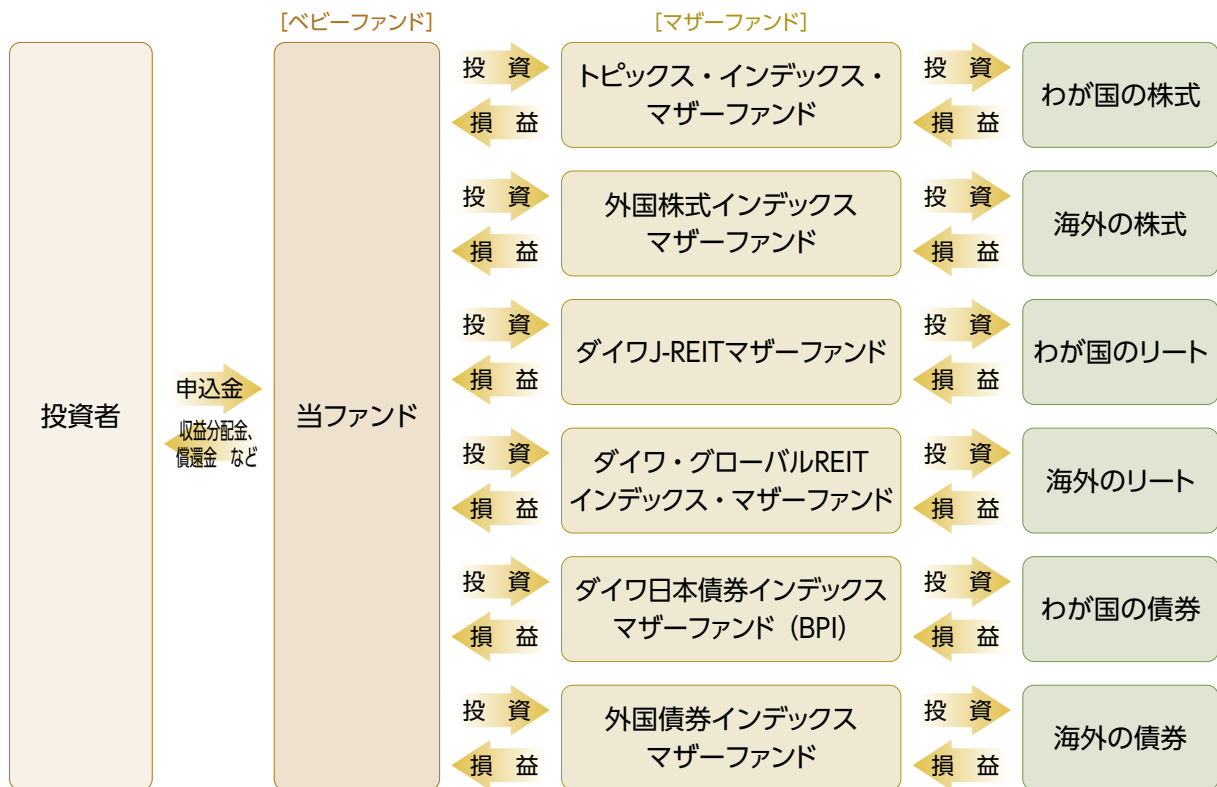 [ベビーファンド]
[マザーファンド]
投資者
申込金
収益分配金、
償還金 など
当ファンド
投 資
損 益
トピックス・インデックス・
マザーファンド
投 資
損 益
わが国の株式
投 資
損 益
外国株式インデックス
マザーファンド
投 資
損 益
海外の株式
投 資
損 益
ダイワJ-REITマザーファンド
投 資
損 益
わが国のリート
投 資
損 益
ダイワ・グローバルREIT
インデックス・マザーファンド
投 資
損 益
海外のリート
投 資
損 益
ダイワ日本債券インデックス
マザーファンド（BPI）
投 資
損 益
わが国の債券
投 資
損 益
外国債券インデックス
マザーファンド
投 資
損 益
海外の債券